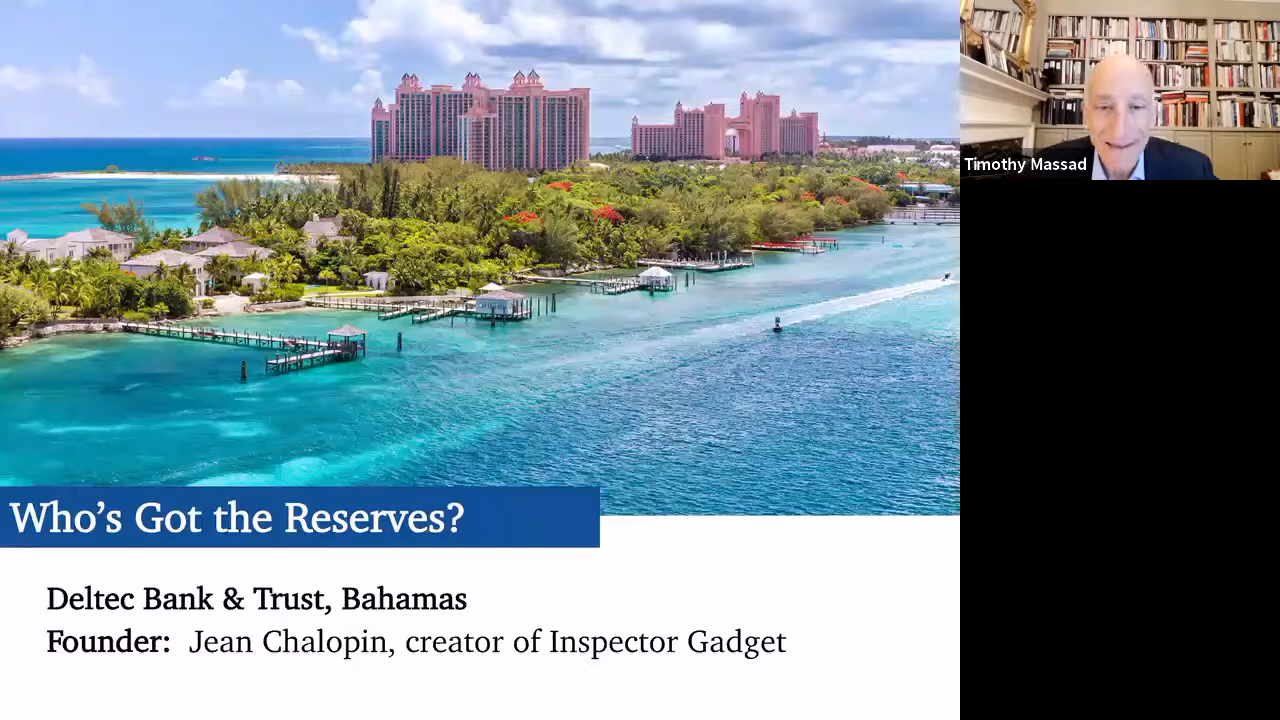 Timothy Massad
Who's Got the Reserves?
Deltec Bank & Trust, Bahamas
Founder: Jean Chalopin, creator of Inspector Gadget